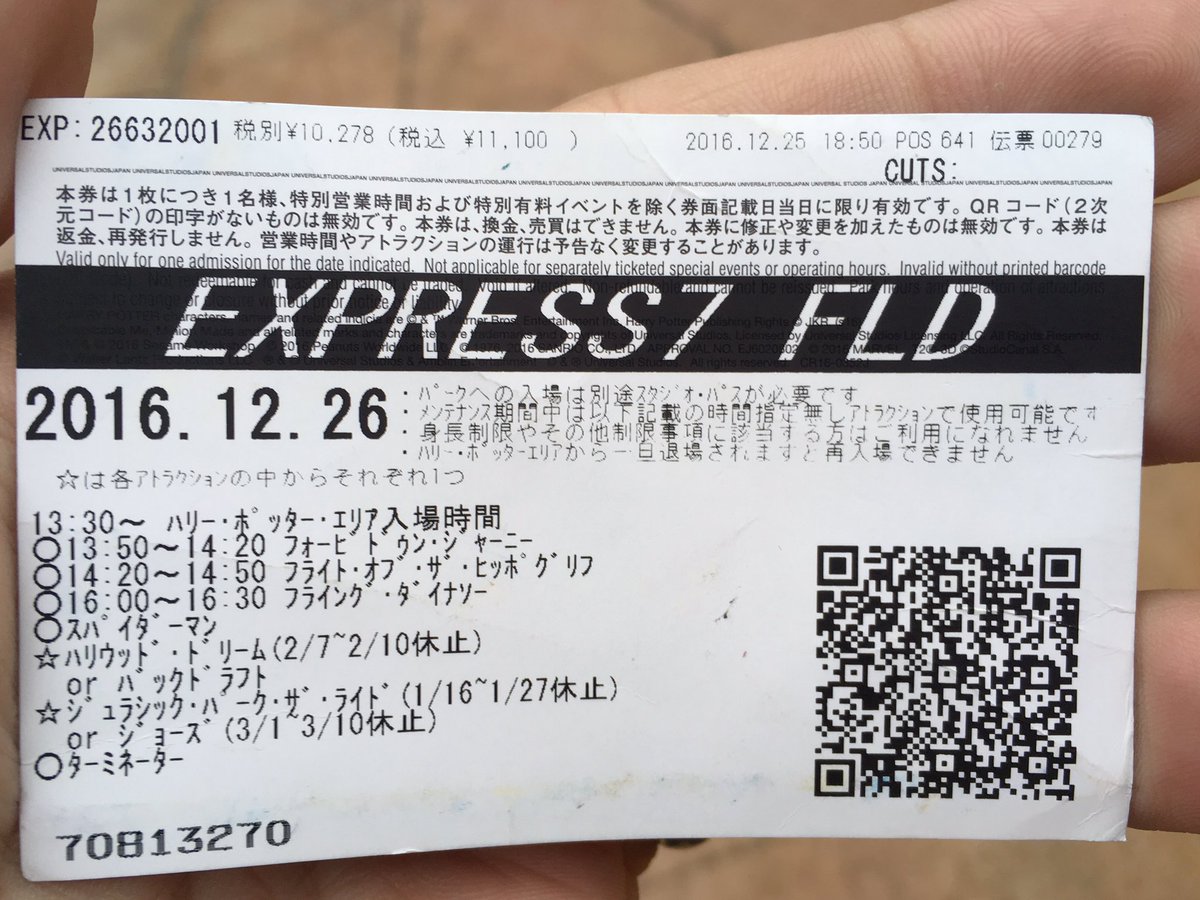 EXP: 26632001 税別¥10,278 (税込 ¥11,100 ) 2016.12.25 18:50 POS 641 伝票 00279
CUTS:
UNIVERSALSTUDIOSJAPAN UNIVERSALSTUDIOSJAPAN UNIVERSALSTUDIOSJAPAN UNIVERSALSTUDIOSJAPAN
本券は1枚につき1名様、特別営業時間および特別有料イベントを除く券面記載日当日に限り有効です。QRコード(2次
元コード)の印字がないものは無効です。本券は、換金、売買はできません。本券に修正や変更を加えたものは無効です。本券は
返金、再発行しません。営業時間やアトラクションの運行は予告なく変更することがあります。
Valid only for one admission for the date indicated. Not applicable for separately ticketed special events or operating hours. Invalid without printed barcode
EXPRESS7 FLD
2016.12.26
・パークへの入場は別途スタジオ・パスが必要です
・メンテナンス期間中は以下記載の時間指定無しアトラクションで使用可能です
・身長制限やその他制限事項に該当する方はご利用になれません
・ハリー・ポッターエリアから一旦退場されますと再入場できません
☆は各アトラクションの中からそれぞれ1つ
13:30〜 ハリー・ポッター・エリア入場時間
○13:50〜14:20 フォービドゥン・ジャーニー
○14:20〜14:50 フライト・オブ・ザ・ヒッポグリフ
○16:00〜16:30 フライング・ダイナソー
○スパイダーマン
☆ハリウッド・ドリーム(2/7~2/10休止)
or バックドラフト
☆ジュラシック・パーク・ザ・ライド(1/16~1/27休止)
or ジョーズ(3/1~3/10休止)
○ターミネーター
70813270